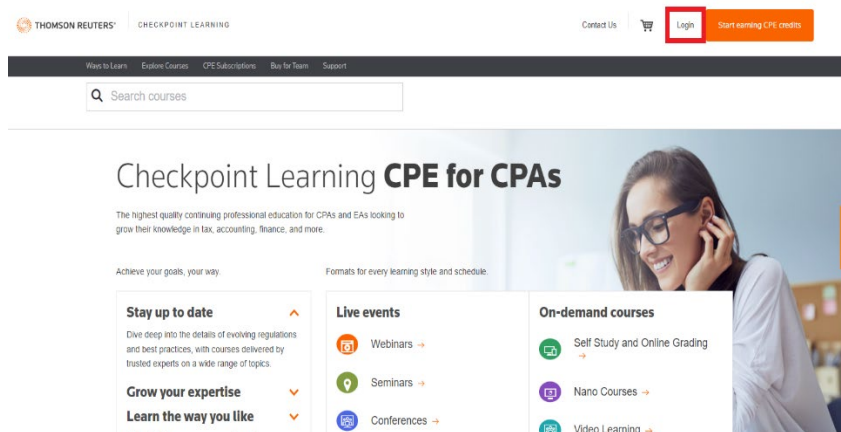 THOMSON REUTERS®
CHECKPOINT LEARNING
Contact Us
Login
Start earning CPE credits
Ways to Learn
Explore Courses
CPE Subscriptions
Buy for Team
Support
Search courses
Checkpoint Learning CPE for CPAs
The highest quality continuing professional education for CPAs and EAs looking to
grow their knowledge in tax, accounting, finance, and more.
Achieve your goals, your way.
Formats for every learning style and schedule.
Stay up to date
Dive deep into the details of evolving regulations
and best practices, with courses delivered by
trusted experts on a wide range of topics.
Grow your expertise
Learn the way you like
Live events
Webinars →
Seminars →
Conferences →
On-demand courses
Self Study and Online Grading
→
Nano Courses →
Video Learning →